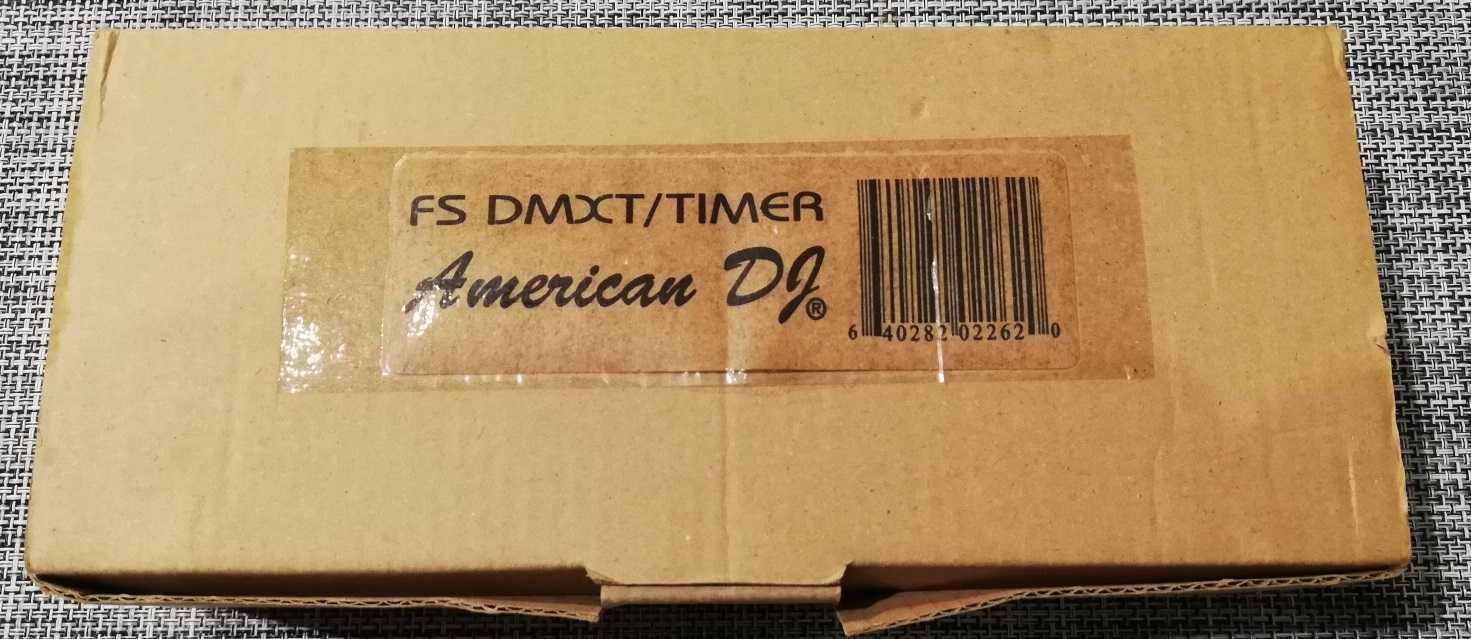 FS DMXT/TIMER
American DJ®
6 40282 02262 0